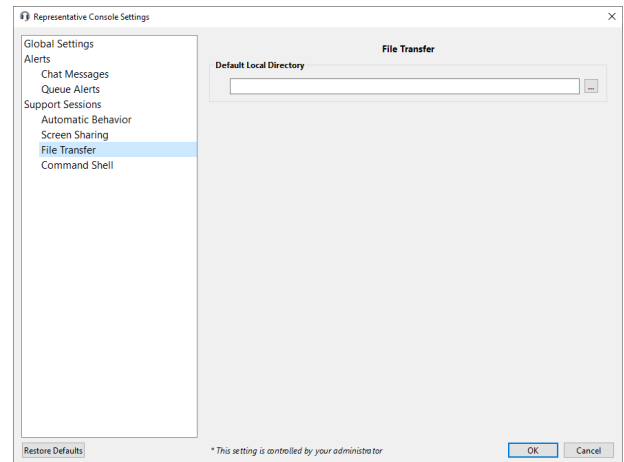 Representative Console Settings
Global Settings
Alerts
Chat Messages
Queue Alerts
Support Sessions
Automatic Behavior
Screen Sharing
File Transfer
Command Shell
File Transfer
Default Local Directory
...
Restore Defaults
* This setting is controlled by your administrator
OK
Cancel